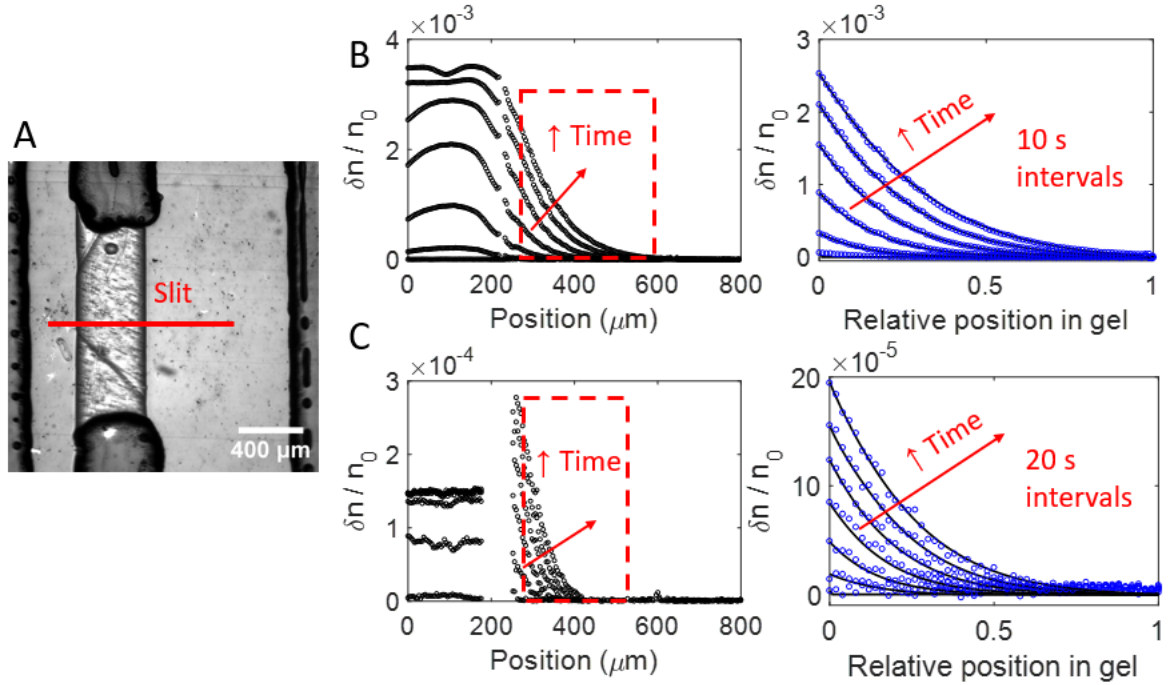 A
Slit
400 μm
B
×10⁻³
4
3
2
1
0
δn / n₀
↑ Time
0
200
400
600
800
Position (μm)
×10⁻³
3
2
1
0
δn / n₀
↑ Time
10 s
intervals
0
0.5
1
Relative position in gel
C
×10⁻⁴
3
2
1
0
δn / n₀
↑ Time
0
200
400
600
800
Position (μm)
×10⁻⁵
20
10
0
δn / n₀
↑ Time
20 s
intervals
0
0.5
1
Relative position in gel